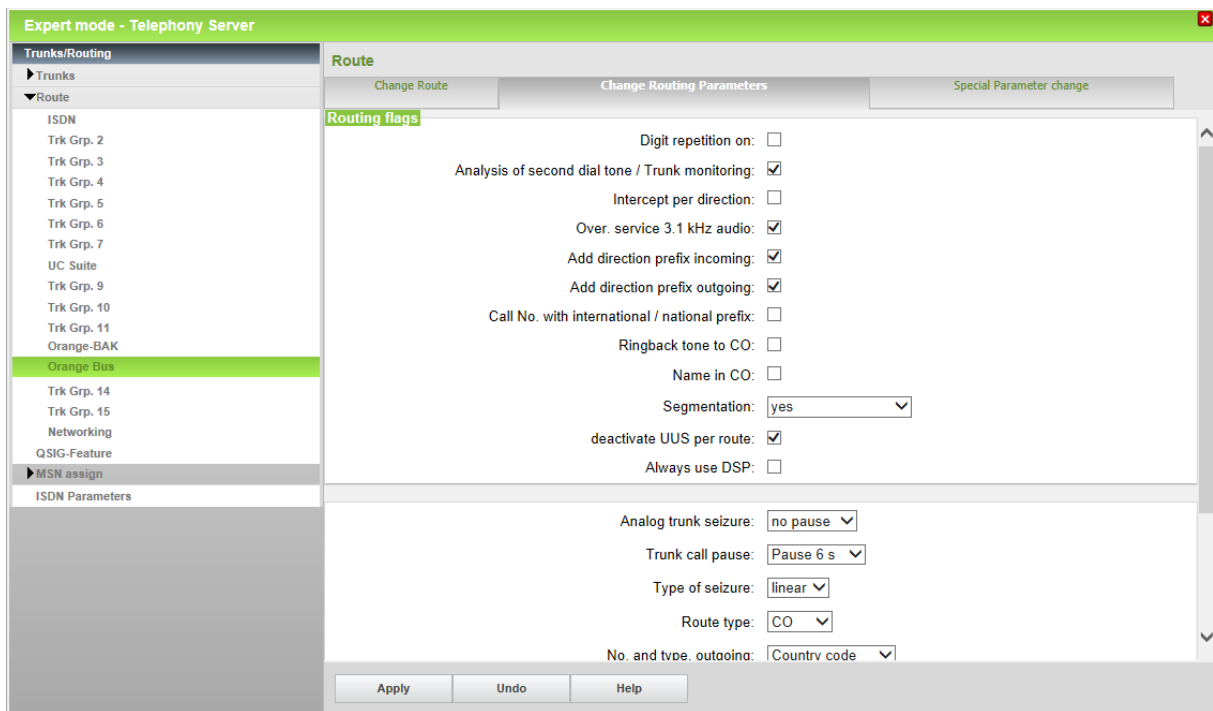 Expert mode - Telephony Server
Trunks/Routing
Trunks
Route
ISDN
Trk Grp. 2
Trk Grp. 3
Trk Grp. 4
Trk Grp. 5
Trk Grp. 6
Trk Grp. 7
UC Suite
Trk Grp. 9
Trk Grp. 10
Trk Grp. 11
Orange-BAK
Orange Bus
Trk Grp. 14
Trk Grp. 15
Networking
QSIG-Feature
MSN assign
ISDN Parameters
Route
Change Route
Change Routing Parameters
Special Parameter change
Routing flags
Digit repetition on:
Analysis of second dial tone / Trunk monitoring:
Intercept per direction:
Over. service 3.1 kHz audio:
Add direction prefix incoming:
Add direction prefix outgoing:
Call No. with international / national prefix:
Ringback tone to CO:
Name in CO:
Segmentation: yes
deactivate UUS per route:
Always use DSP:
Analog trunk seizure: no pause
Trunk call pause: Pause 6 s
Type of seizure: linear
Route type: CO
No. and type, outgoing: Country code
Apply
Undo
Help